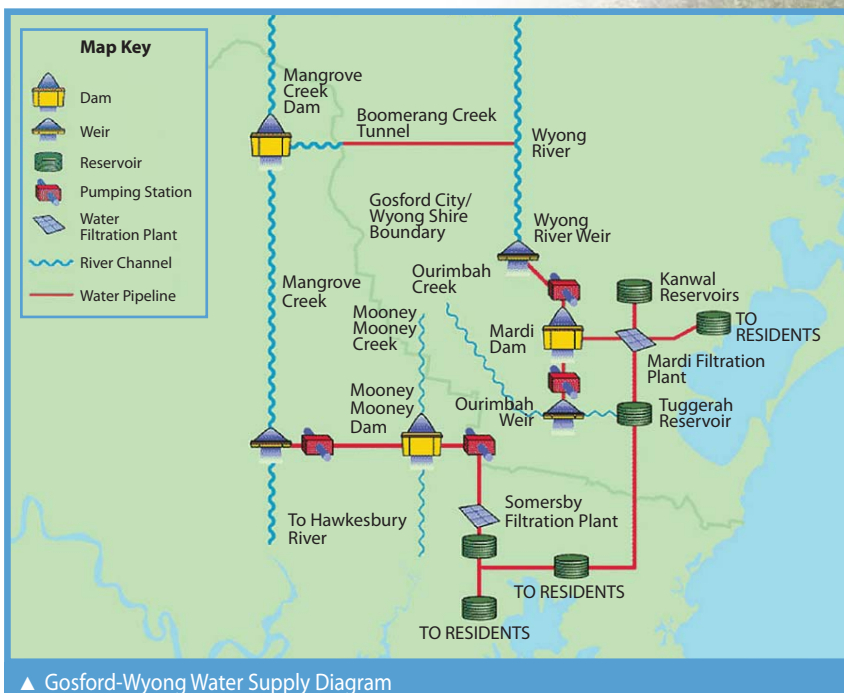 Map Key
Dam
Weir
Reservoir
Pumping Station
Water
Filtration Plant
River Channel
Water Pipeline
Mangrove
Creek
Dam
Boomerang Creek
Tunnel
Wyong
River
Gosford City/
Wyong Shire
Boundary
Wyong
River Weir
Mangrove
Creek
Ourimbah
Creek
Kanwal
Reservoirs
Mooney
Mooney
Creek
Mardi
Dam
TO
RESIDENTS
Mardi Filtration
Plant
Mooney
Mooney
Dam
Ourimbah
Weir
Tuggerah
Reservoir
To Hawkesbury
River
Somersby
Filtration Plant
TO RESIDENTS
TO RESIDENTS
▲ Gosford-Wyong Water Supply Diagram